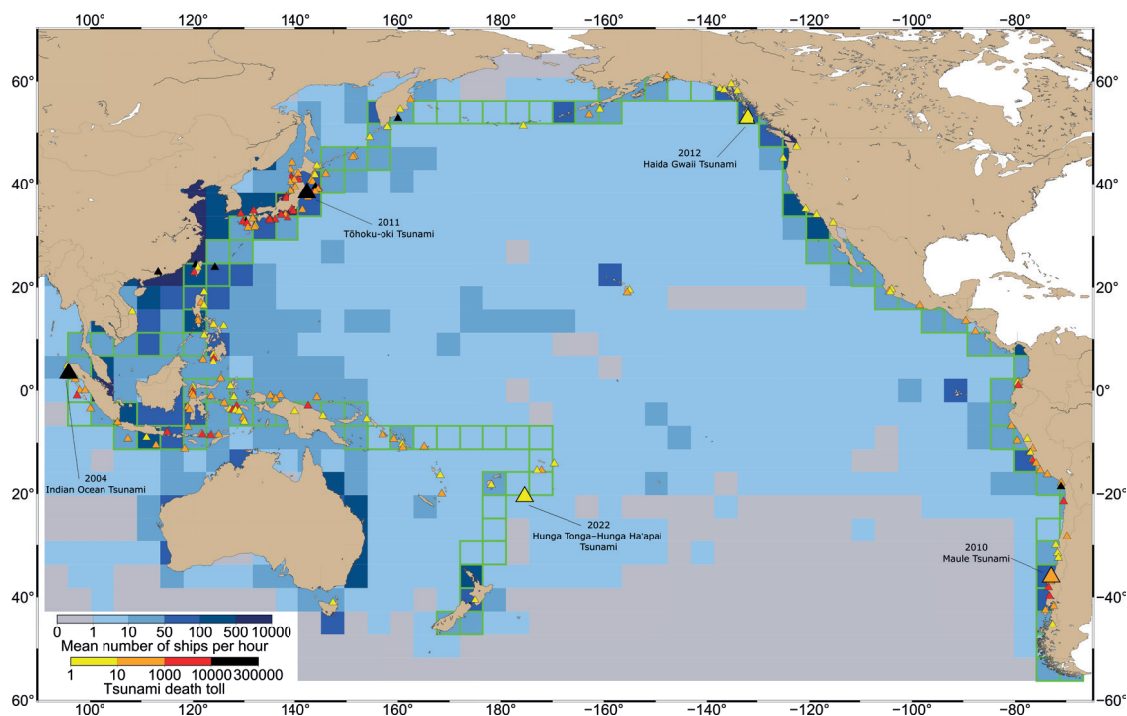 100° 120° 140° 160° 180° −160° −140° −120° −100° −80°
60° 60°
2012
Haida Gwaii Tsunami
40° 40°
2011
Tōhoku-oki Tsunami
20° 20°
0° 0°
2004
Indian Ocean Tsunami
−20° −20°
2022
Hunga Tonga−Hunga Ha'apai
Tsunami
2010
Maule Tsunami
40° 40°
0 1 10 50 100 500 10000
Mean number of ships per hour
1 10 1000 10000 300000
Tsunami death toll
60° 60°
100° 120° 140° 160° 180° −160° −140° −120° −100° −80°